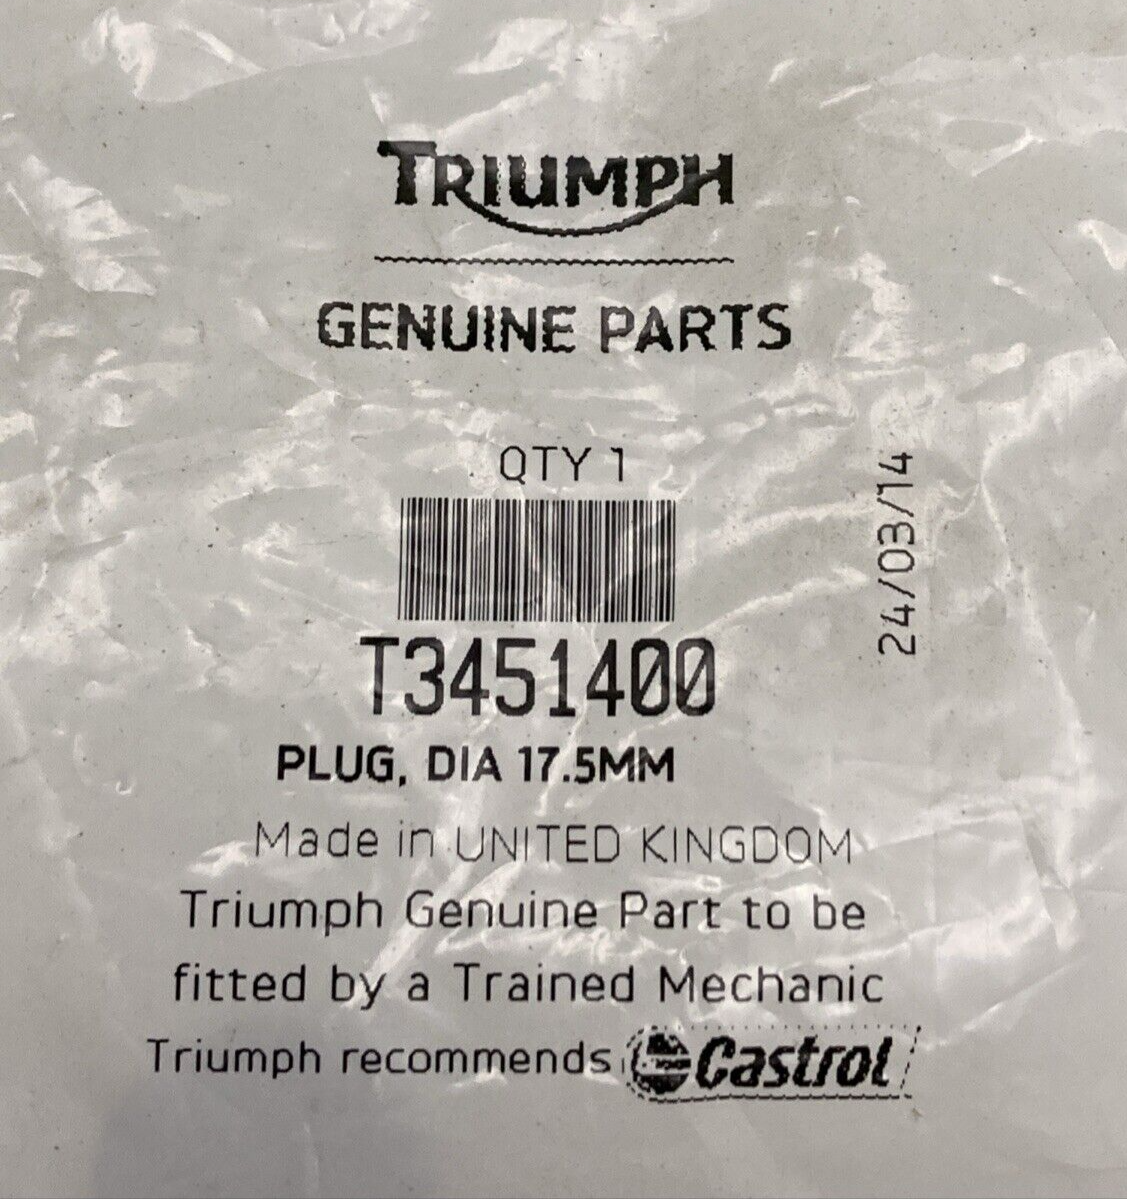 TRIUMPH
GENUINE PARTS
QTY 1
24/03/14
T3451400
PLUG, DIA 17.5MM
Made in UNITED KINGDOM
Triumph Genuine Part to be
fitted by a Trained Mechanic
Triumph recommends Castrol